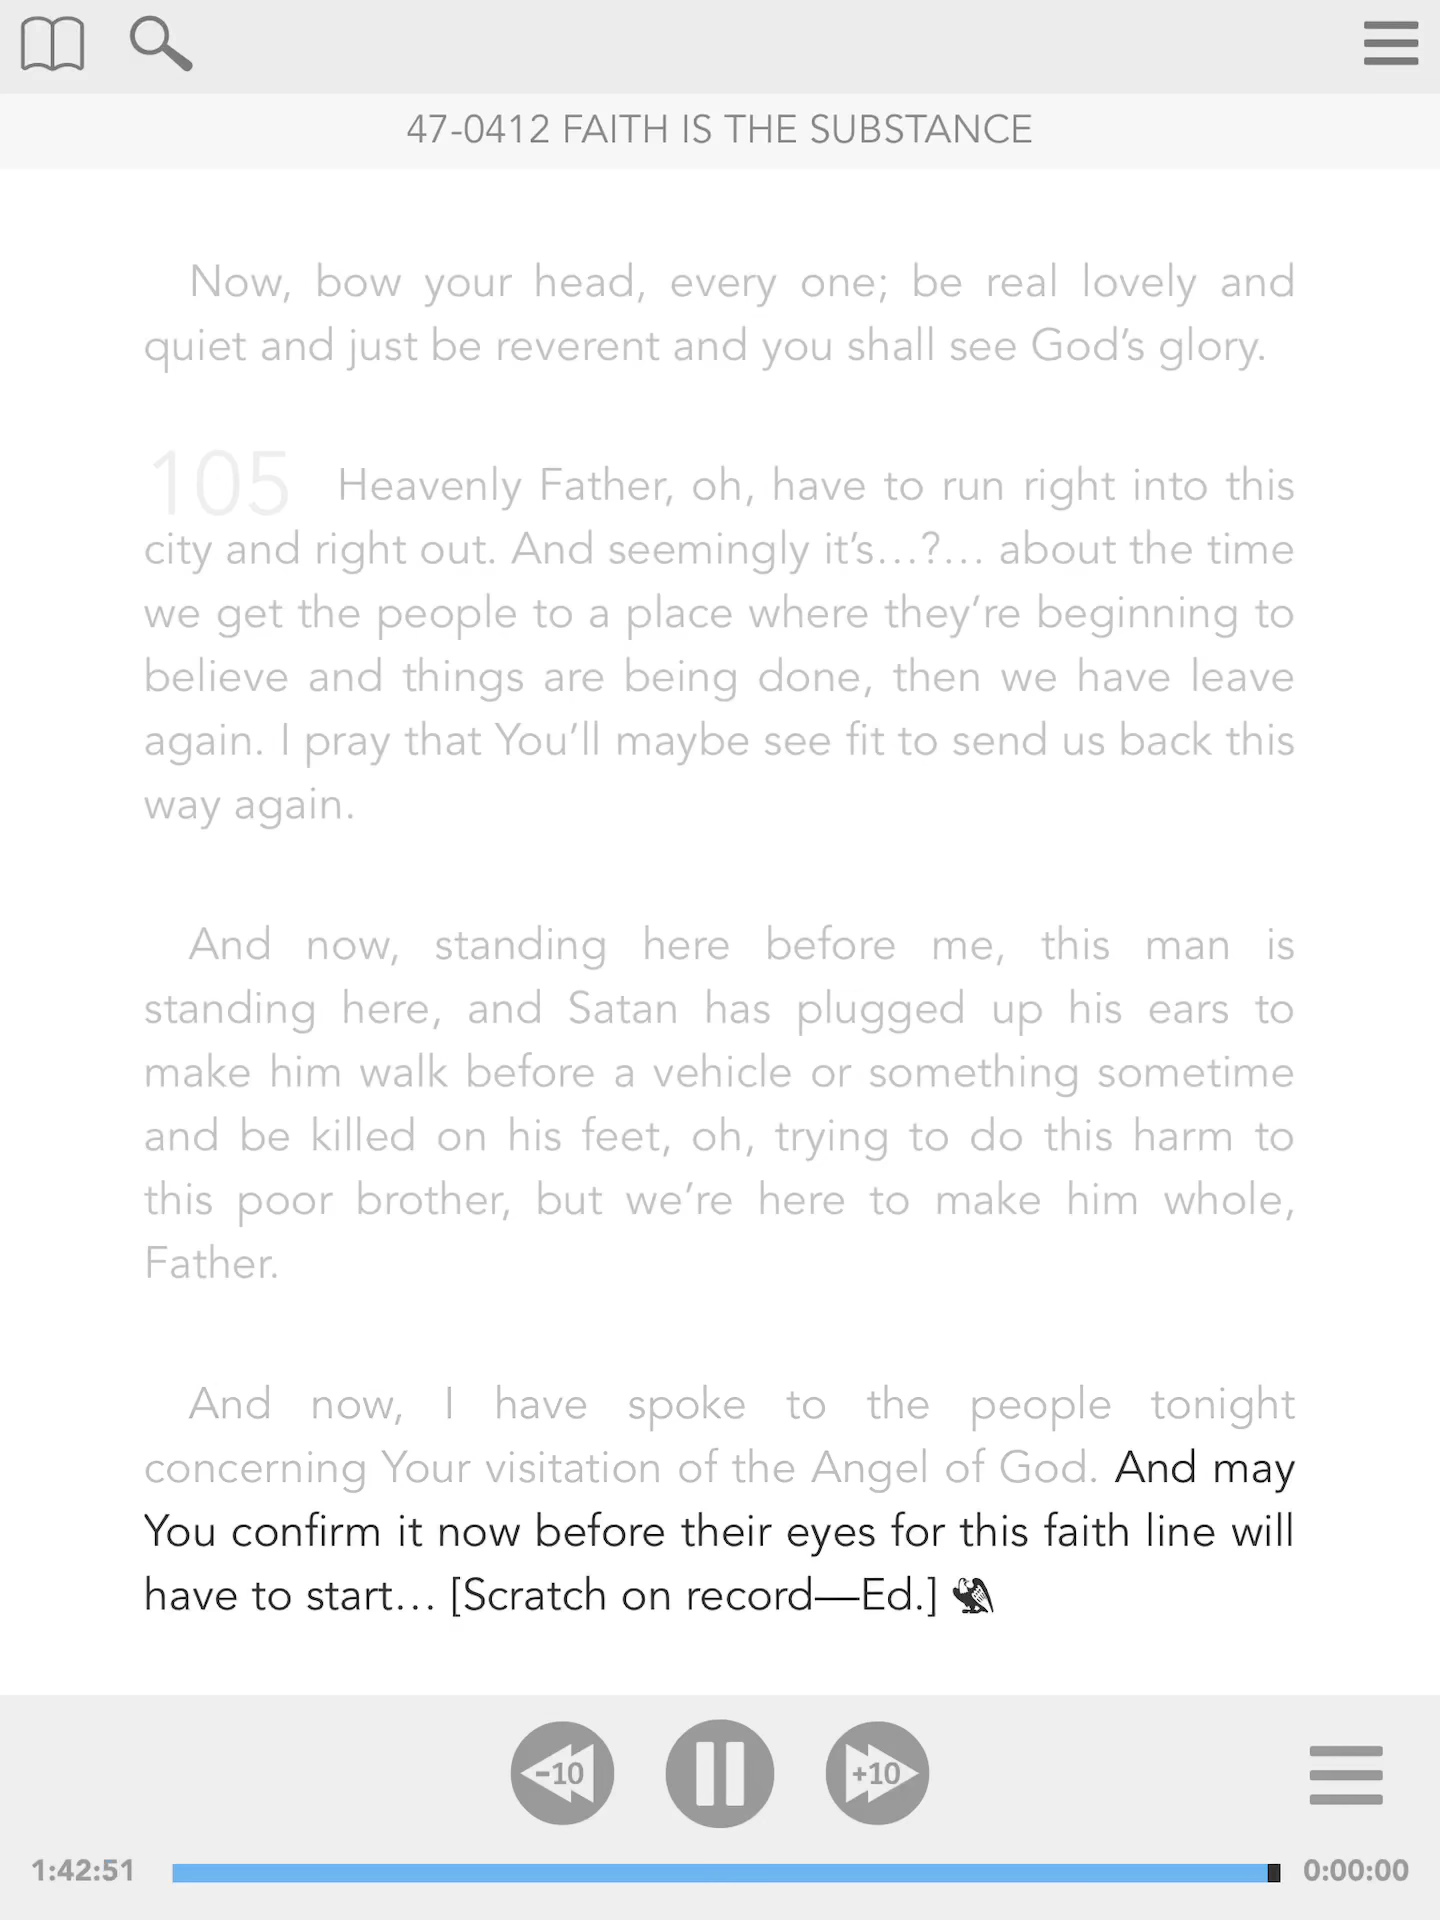 47-0412 FAITH IS THE SUBSTANCE
Now, bow your head, every one; be real lovely and
quiet and just be reverent and you shall see God’s glory.
105 Heavenly Father, oh, have to run right into this
city and right out. And seemingly it’s…?… about the time
we get the people to a place where they’re beginning to
believe and things are being done, then we have leave
again. I pray that You’ll maybe see fit to send us back this
way again.
And now, standing here before me, this man is
standing here, and Satan has plugged up his ears to
make him walk before a vehicle or something sometime
and be killed on his feet, oh, trying to do this harm to
this poor brother, but we’re here to make him whole,
Father.
And now, I have spoke to the people tonight
concerning Your visitation of the Angel of God. And may
You confirm it now before their eyes for this faith line will
have to start… [Scratch on record—Ed.]
-10 +10
1:42:51 0:00:00